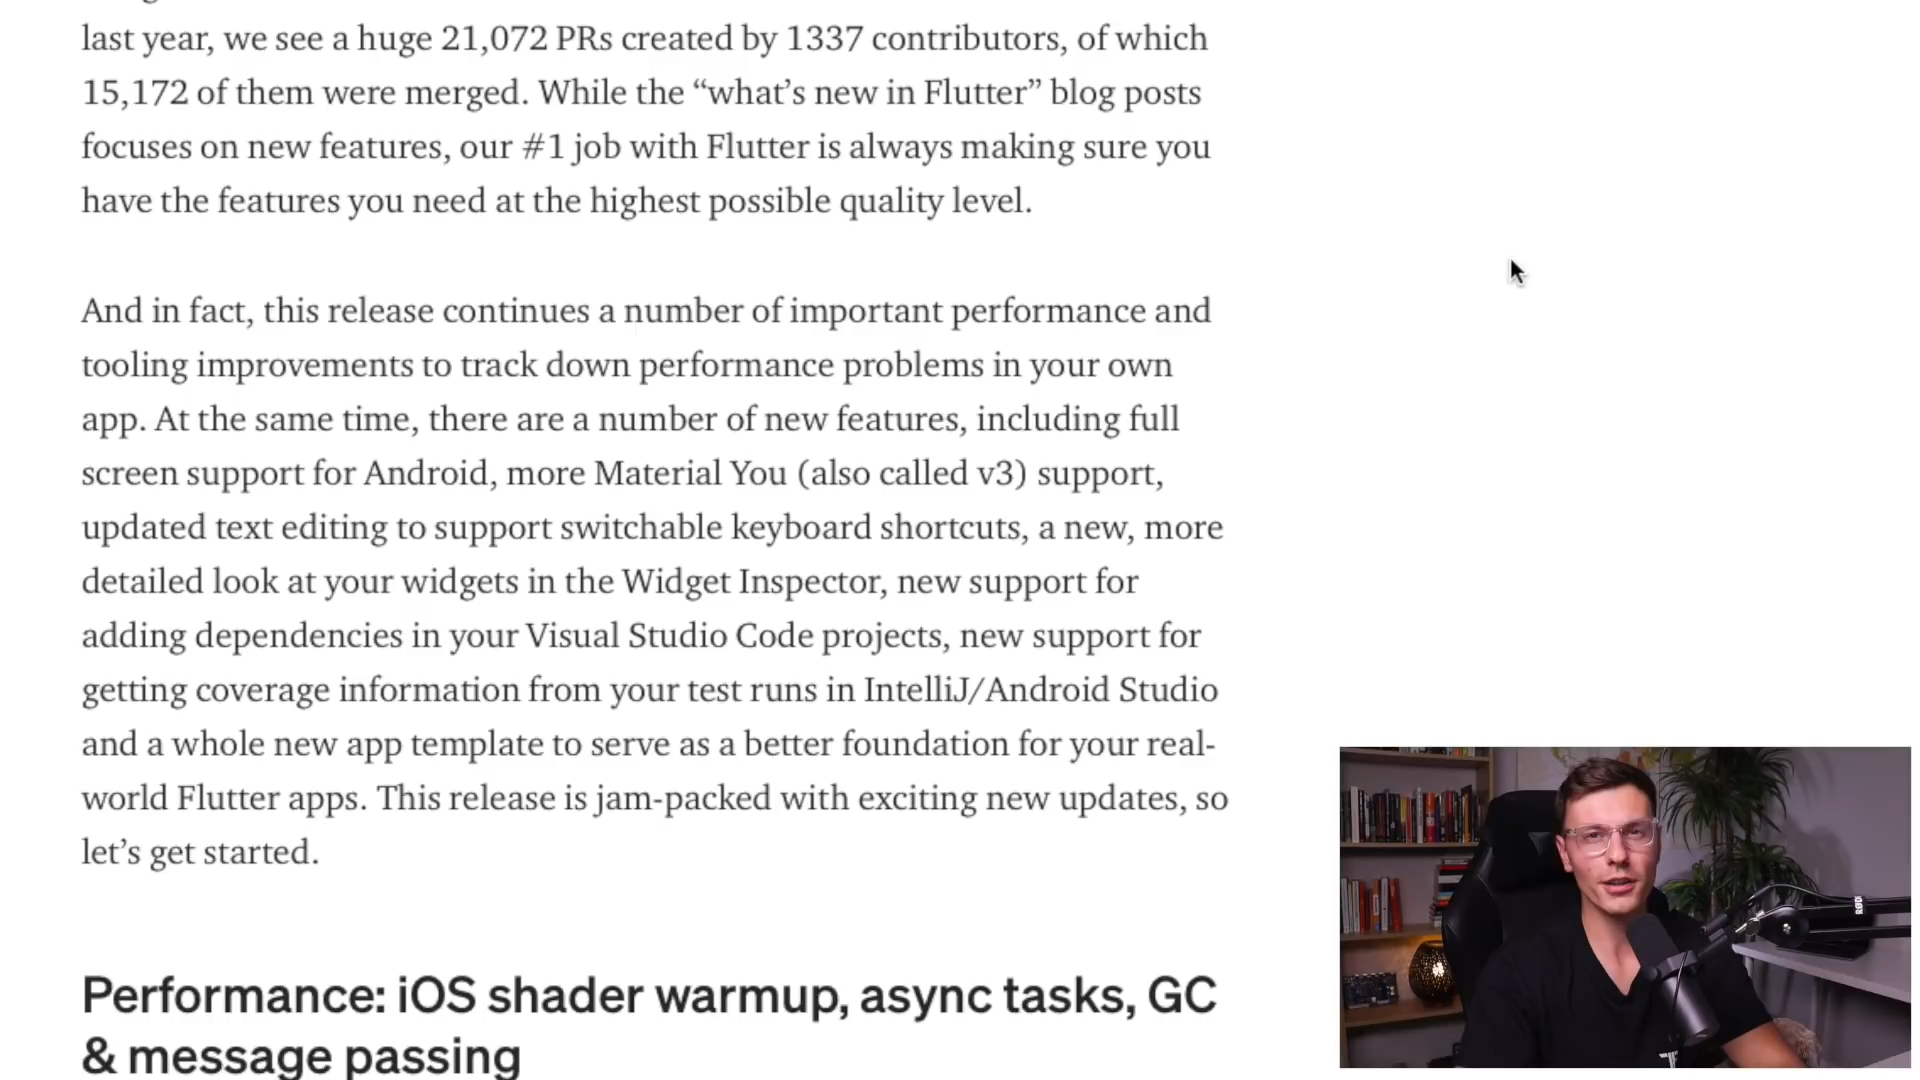 last year, we see a huge 21,072 PRs created by 1337 contributors, of which
15,172 of them were merged. While the “what’s new in Flutter” blog posts
focuses on new features, our #1 job with Flutter is always making sure you
have the features you need at the highest possible quality level.
And in fact, this release continues a number of important performance and
tooling improvements to track down performance problems in your own
app. At the same time, there are a number of new features, including full
screen support for Android, more Material You (also called v3) support,
updated text editing to support switchable keyboard shortcuts, a new, more
detailed look at your widgets in the Widget Inspector, new support for
adding dependencies in your Visual Studio Code projects, new support for
getting coverage information from your test runs in IntelliJ/Android Studio
and a whole new app template to serve as a better foundation for your real-
world Flutter apps. This release is jam-packed with exciting new updates, so
let’s get started.
Performance: iOS shader warmup, async tasks, GC
& message passing
RØDE